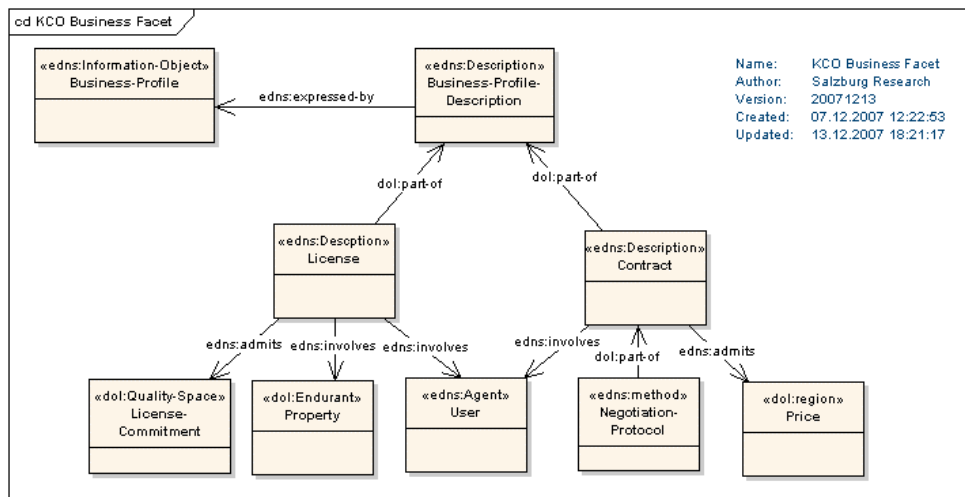 cd KCO Business Facet
«edns:Information-Object»
Business-Profile
edns:expressed-by
«edns:Description»
Business-Profile-
Description
Name: KCO Business Facet
Author: Salzburg Research
Version: 20071213
Created: 07.12.2007 12:22:53
Updated: 13.12.2007 18:21:17
dol:part-of
dol:part-of
«edns:Desction»
License
«edns:Description»
Contract
edns:admits
edns:involves
edns:involves
edns:involves
dol:part-of
edns:admits
«dol:Quality-Space»
License-
Commitment
«dol:Endurant»
Property
«edns:Agent»
User
«edns:method»
Negotiation-
Protocol
«dol:region»
Price